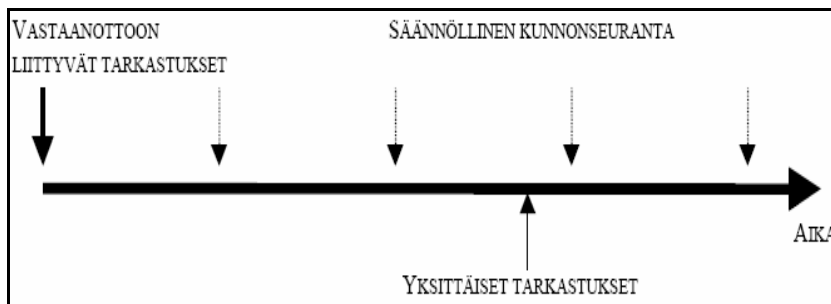 VASTAANOTTOON
LIITTYVÄT TARKASTUKSET
SÄÄNNÖLLINEN KUNNONSEURANTA
AIKA
YKSITTÄISET TARKASTUKSET